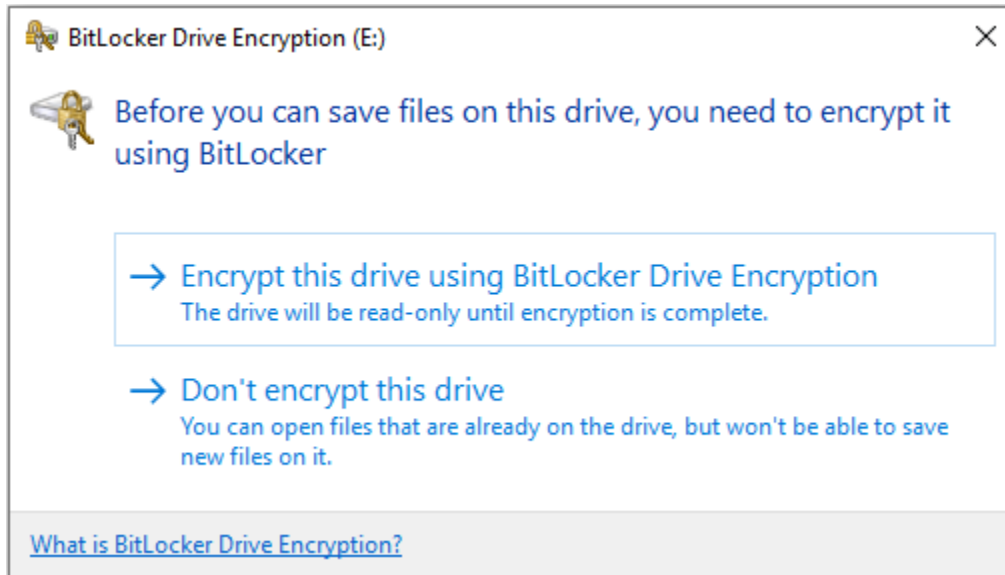 BitLocker Drive Encryption (E:)
Before you can save files on this drive, you need to encrypt it
using BitLocker
Encrypt this drive using BitLocker Drive Encryption
The drive will be read-only until encryption is complete.
Don't encrypt this drive
You can open files that are already on the drive, but won't be able to save
new files on it.
What is BitLocker Drive Encryption?